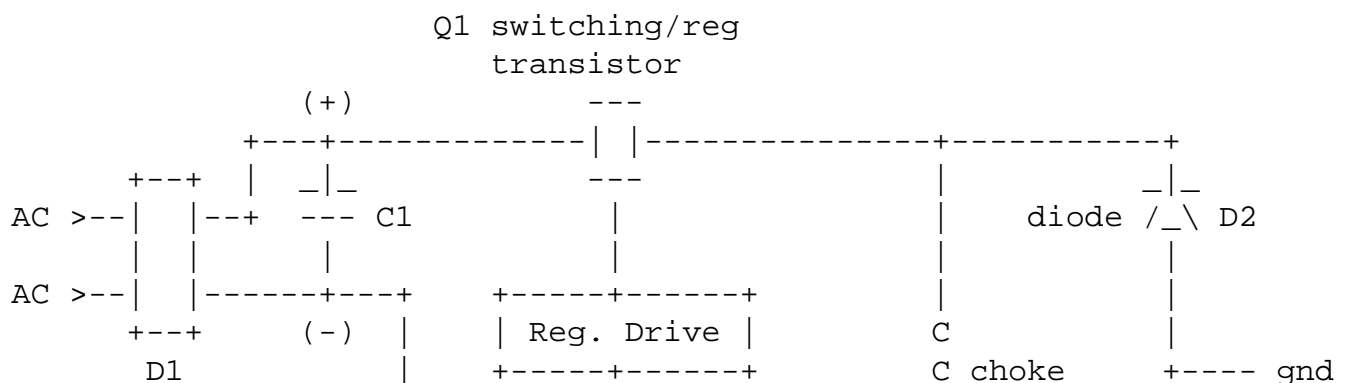 Q1 switching/reg
                         transistor
               (+)            ---
            +---+-------------| |---------------+-----------+
      +--+  |  _|_            ---               |          _|_
AC >--|  |--+  --- C1          |                |    diode /_\ D2
      |  |      |              |                |           |
AC >--|  |------+---+    +-----+------+         |           |
      +--+     (-)  |    | Reg. Drive |         C           |
       D1           |    +-----+------+         C choke     +---- gnd